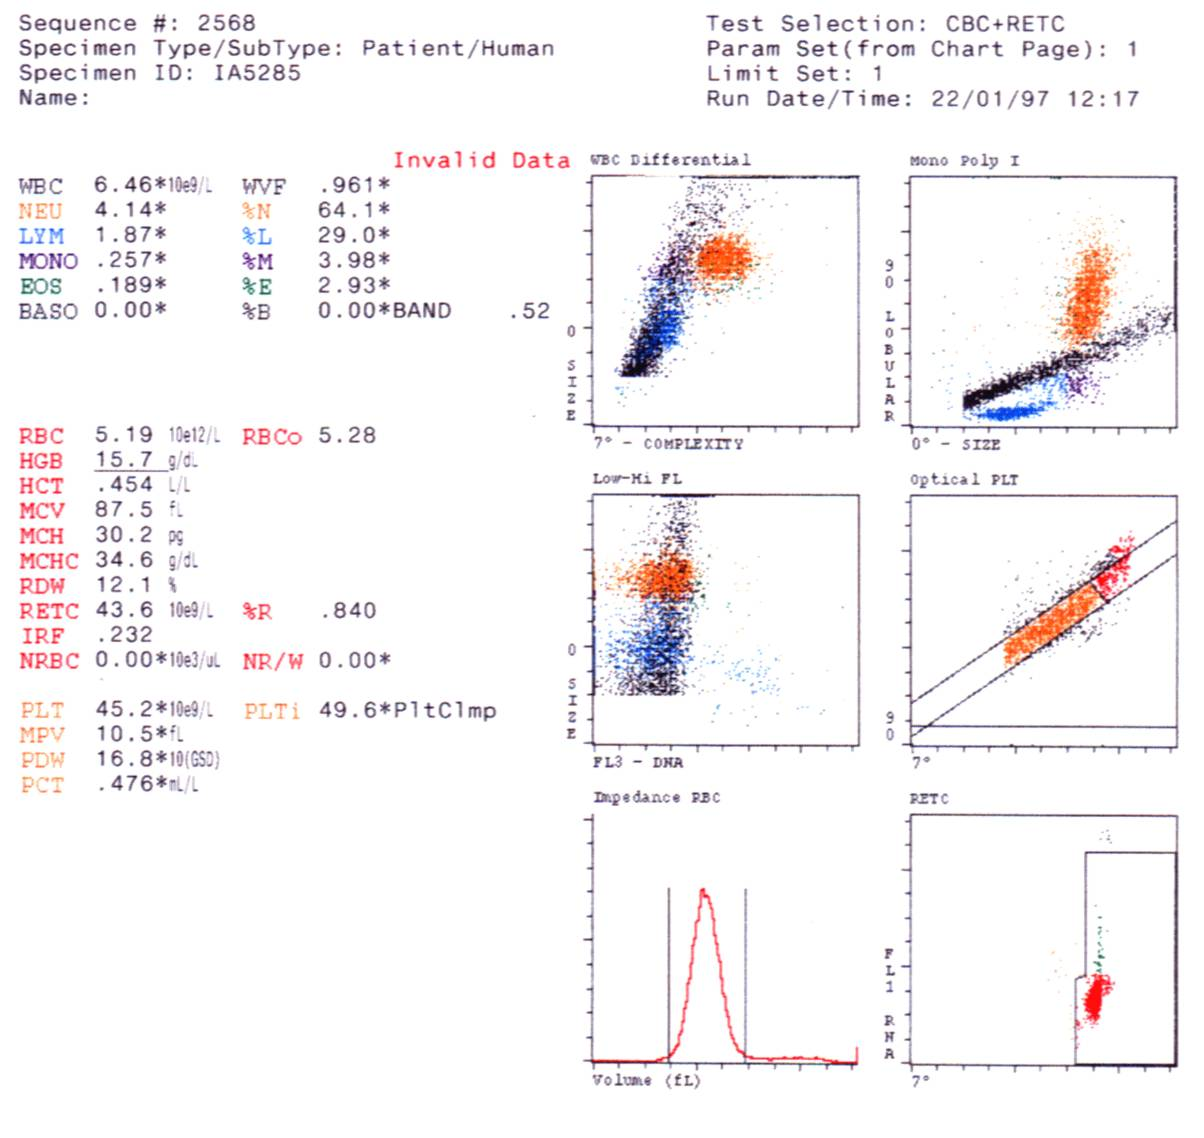 Sequence #: 2568
Specimen Type/SubType: Patient/Human
Specimen ID: IA5285
Name:
Test Selection: CBC+RETC
Param Set(from Chart Page): 1
Limit Set: 1
Run Date/Time: 22/01/97 12:17
Invalid Data
WBC 6.46*10e9/L WVF .961*
NEU 4.14* %N 64.1*
LYM 1.87* %L 29.0*
MONO .257* %M 3.98*
EOS .189* %E 2.93*
BASO 0.00* %B 0.00*BAND .52
RBC 5.19 10e12/L RBCo 5.28
HGB 15.7 g/dL
HCT .454 L/L
MCV 87.5 fL
MCH 30.2 pg
MCHC 34.6 g/dL
RDW 12.1 %
RETC 43.6 10e9/L %R .840
IRF .232
NRBC 0.00*10e3/uL NR/W 0.00*
PLT 45.2*10e9/L PLTi 49.6*PltClmp
MPV 10.5*fL
PDW 16.8*10(GSD)
PCT .476*mL/L
WBC Differential
0 SIZE
7° - COMPLEXITY
Mono Poly I
90 LOBULAR
0° - SIZE
Low-Hi FL
0 SIZE
FL3 - DNA
Optical PLT
90
7°
Impedance RBC
Volume (fL)
RETC
FL1 RNA
7°